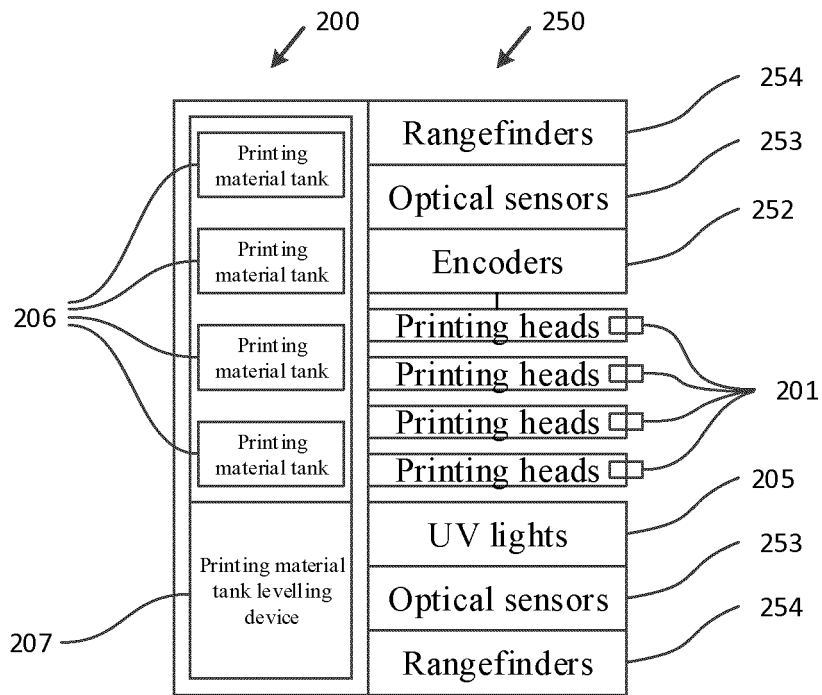 200
250
254
253
252
206
201
205
253
254
207
Printing
material tank
Printing
material tank
Printing
material tank
Printing
material tank
Printing material
tank levelling
device
Rangefinders
Optical sensors
Encoders
Printing heads
Printing heads
Printing heads
Printing heads
UV lights
Optical sensors
Rangefinders